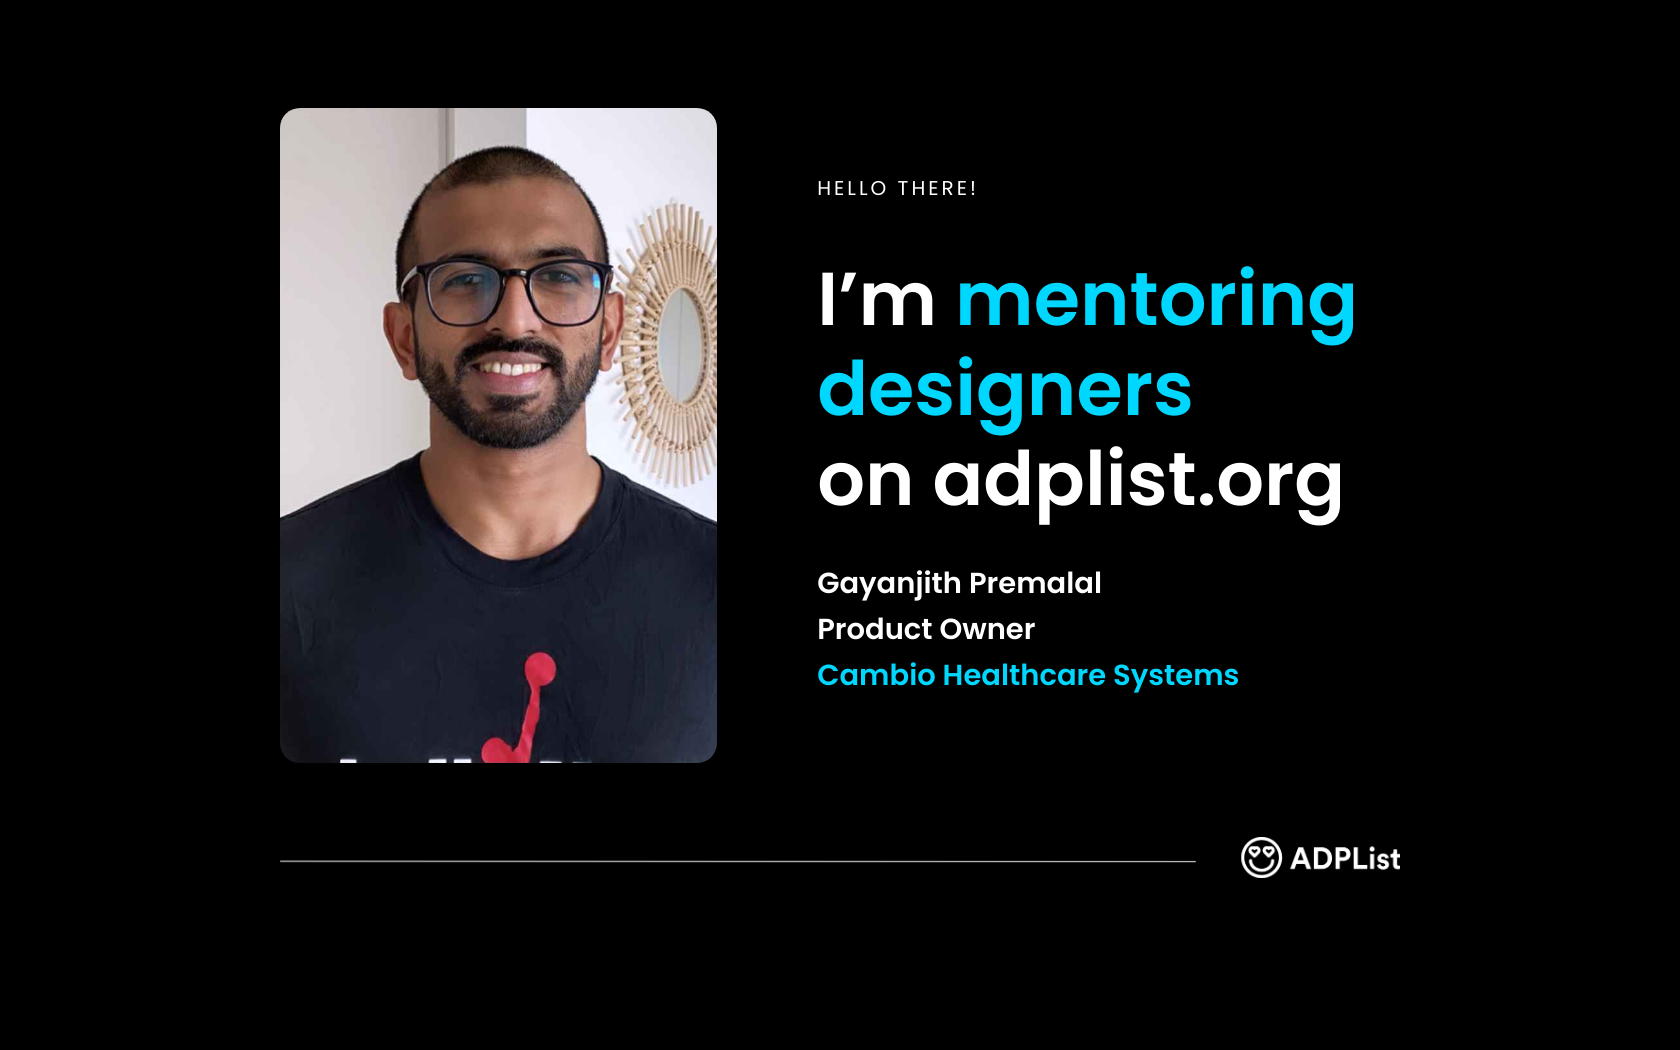 HELLO THERE!
I’m mentoring
designers
on adplist.org
Gayanjith Premalal
Product Owner
Cambio Healthcare Systems
ADPList